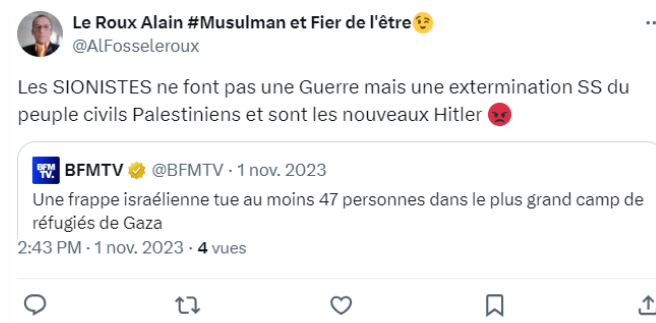 Le Roux Alain #Musulman et Fier de l'être😉
@AlFosseleroux
Les SIONISTES ne font pas une Guerre mais une extermination SS du
peuple civils Palestiniens et sont les nouveaux Hitler 😡
BFM TV. BFMTV @BFMTV · 1 nov. 2023
Une frappe israélienne tue au moins 47 personnes dans le plus grand camp de
réfugiés de Gaza
2:43 PM · 1 nov. 2023 · 4 vues